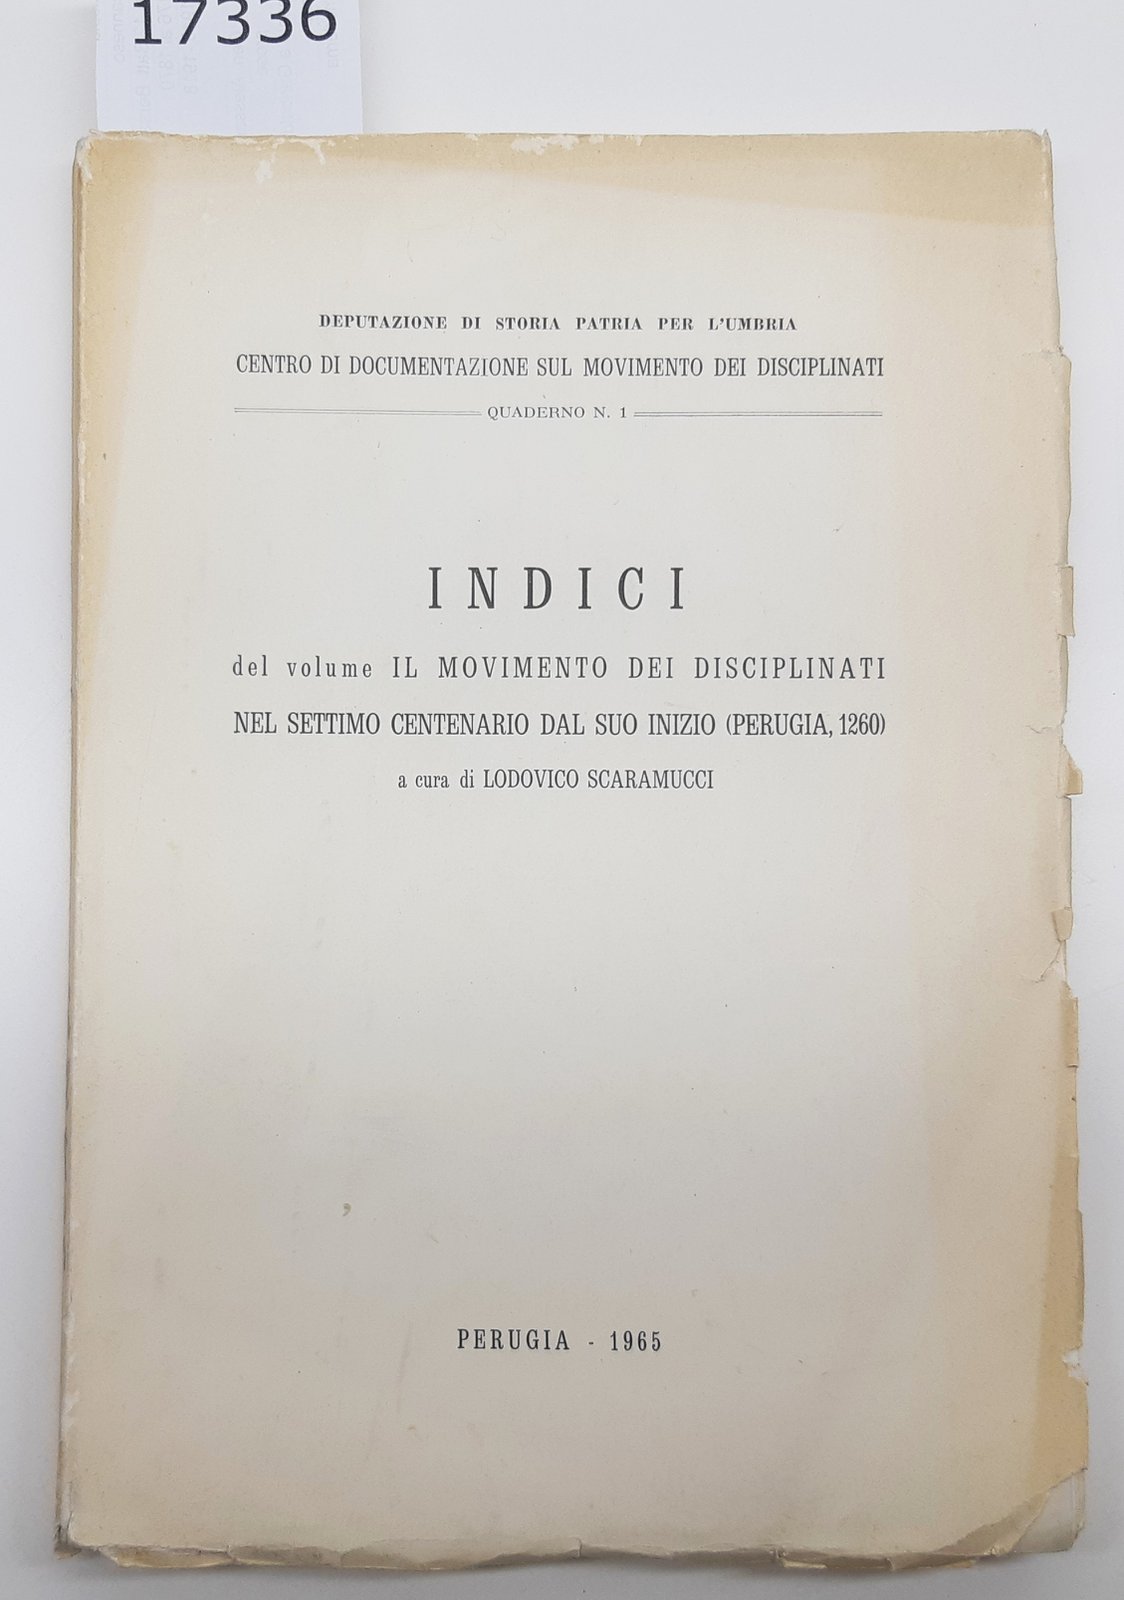 17336
DEPUTAZIONE DI STORIA PATRIA PER L'UMBRIA
CENTRO DI DOCUMENTAZIONE SUL MOVIMENTO DEI DISCIPLINATI
QUADERNO N. 1
INDICI
del volume IL MOVIMENTO DEI DISCIPLINATI
NEL SETTIMO CENTENARIO DAL SUO INIZIO (PERUGIA, 1260)
a cura di LODOVICO SCARAMUCCI
PERUGIA - 1965